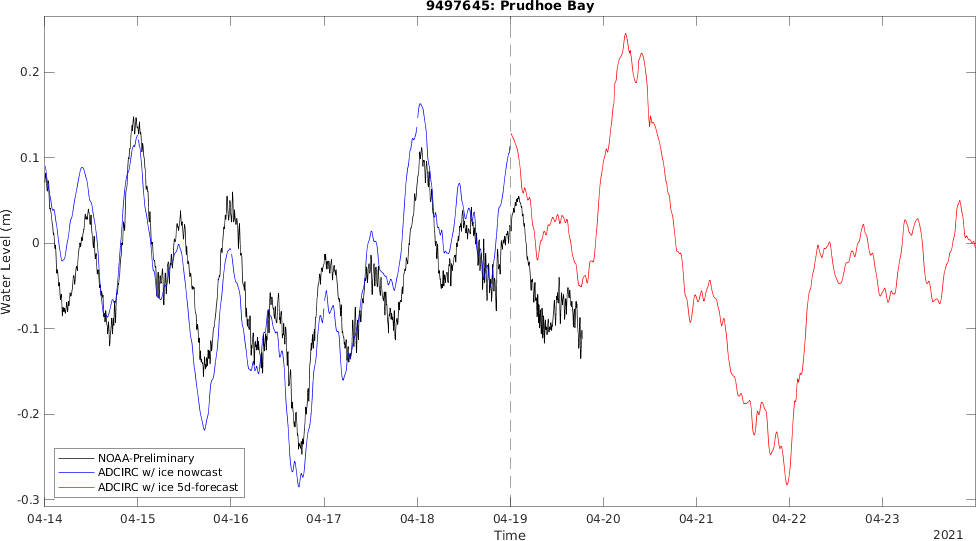 9497645: Prudhoe Bay
Water Level (m)
0.2
0.1
0
-0.1
-0.2
-0.3
NOAA-Preliminary
ADCIRC w/ ice nowcast
ADCIRC w/ ice 5d-forecast
04-14 04-15 04-16 04-17 04-18 04-19 04-20 04-21 04-22 04-23
Time
2021